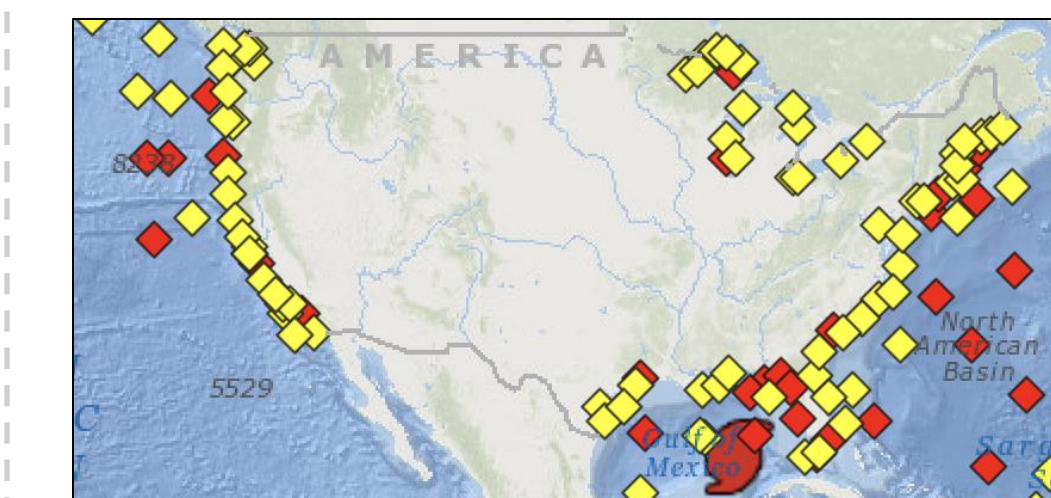 AMERICA
8238
5529
North
American
Basin
Gulf of
Mexico
C
Sarg
S